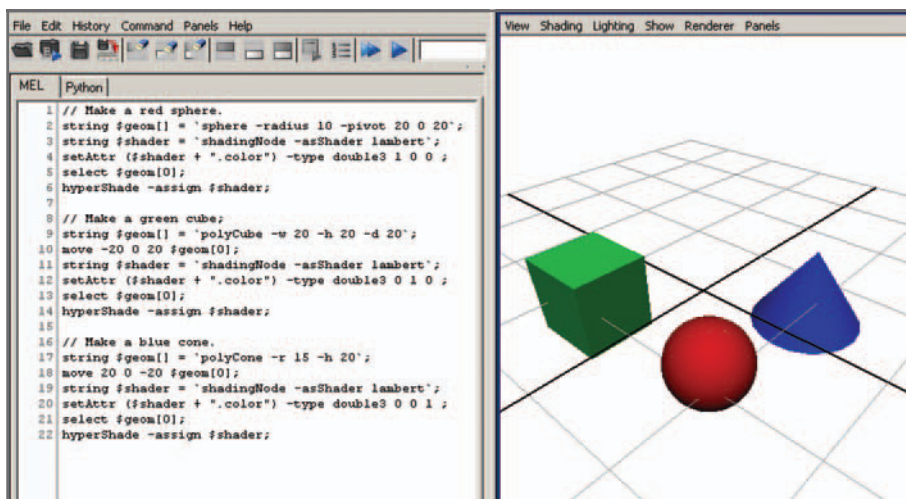 File Edit History Command Panels Help
MEL Python
1 // Make a red sphere.
2 string $geom[] = `sphere -radius 10 -pivot 20 0 20`;
3 string $shader = `shadingNode -asShader lambert`;
4 setAttr ($shader + ".color") -type double3 1 0 0 ;
5 select $geom[0];
6 hyperShade -assign $shader;
7
8 // Make a green cube;
9 string $geom[] = `polyCube -w 20 -h 20 -d 20`;
10 move -20 0 20 $geom[0];
11 string $shader = `shadingNode -asShader lambert`;
12 setAttr ($shader + ".color") -type double3 0 1 0 ;
13 select $geom[0];
14 hyperShade -assign $shader;
15
16 // Make a blue cone.
17 string $geom[] = `polyCone -r 15 -h 20`;
18 move 20 0 -20 $geom[0];
19 string $shader = `shadingNode -asShader lambert`;
20 setAttr ($shader + ".color") -type double3 0 0 1 ;
21 select $geom[0];
22 hyperShade -assign $shader;
View Shading Lighting Show Renderer Panels